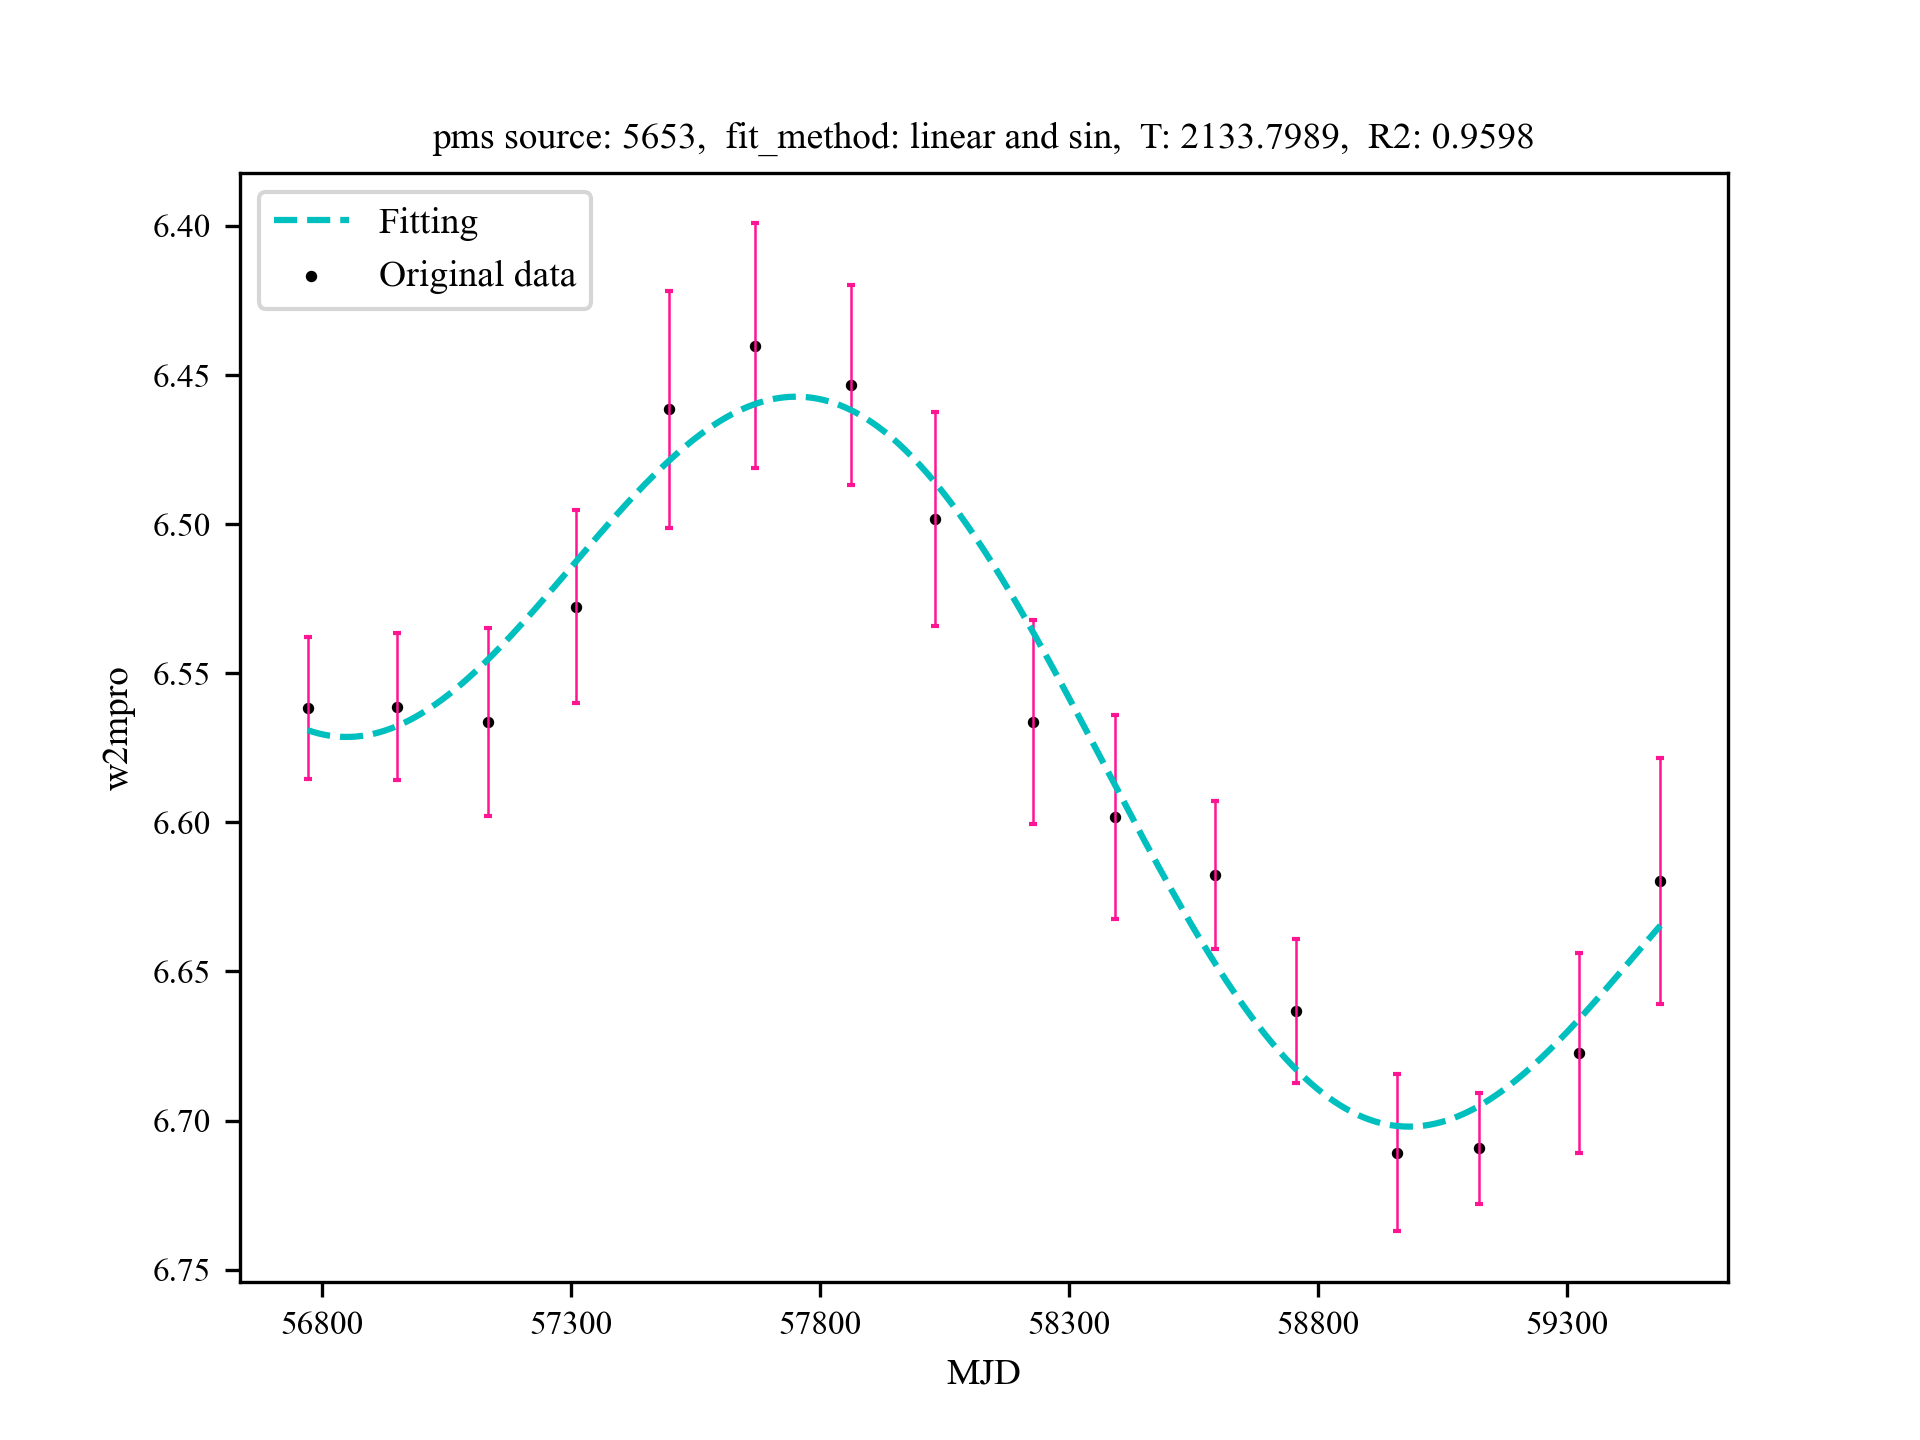 pms source: 5653, fit_method: linear and sin, T: 2133.7989, R2: 0.9598
Fitting
Original data
6.40
6.45
6.50
6.55
6.60
6.65
6.70
6.75
w2mpro
56800 57300 57800 58300 58800 59300
MJD